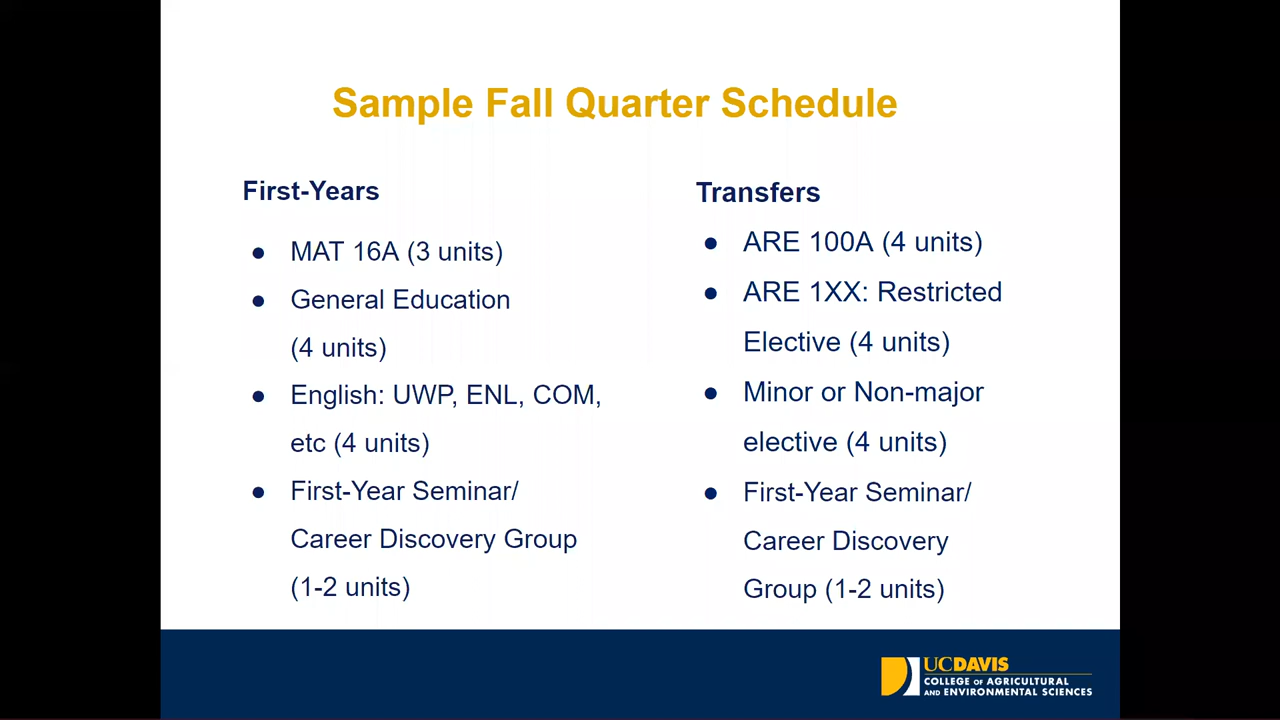 Sample Fall Quarter Schedule
First-Years
● MAT 16A (3 units)
● General Education
(4 units)
● English: UWP, ENL, COM,
etc (4 units)
● First-Year Seminar/
Career Discovery Group
(1-2 units)
Transfers
● ARE 100A (4 units)
● ARE 1XX: Restricted
Elective (4 units)
● Minor or Non-major
elective (4 units)
● First-Year Seminar/
Career Discovery
Group (1-2 units)
UCDAVIS
COLLEGE OF AGRICULTURAL
AND ENVIRONMENTAL SCIENCES